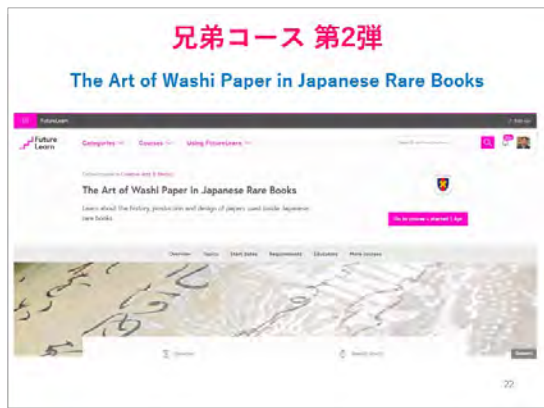 兄弟コース 第2弾
The Art of Washi Paper in Japanese Rare Books
FutureLearn
Future
Learn
Categories
Courses
Using FutureLearn
The Art of Washi Paper in Japanese Rare Books
Learn about the history, production and design of papers used inside Japanese
rare books.
Overview
Topics
Start dates
Requirements
Educators
More courses
22